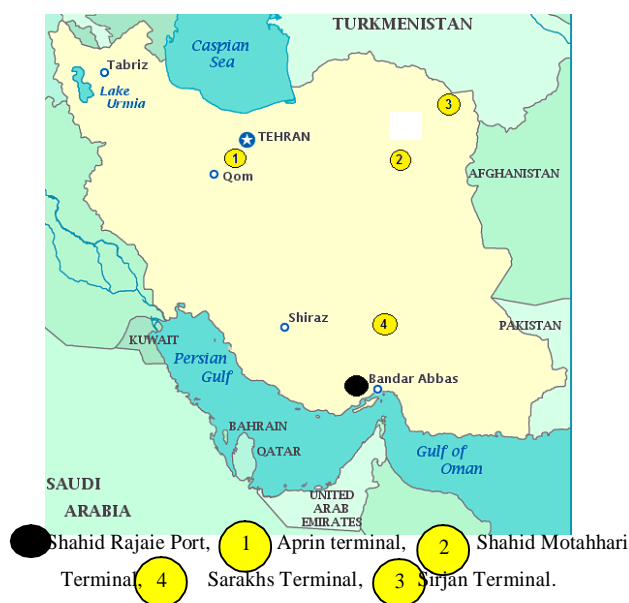 TURKMENISTAN
Caspian
Sea
Tabriz
Lake
Urmia
3
TEHRAN
1
2
Qom
AFGHANISTAN
Shiraz
4
PAKISTAN
KUWAIT
Persian
Gulf
Bandar Abbas
BAHRAIN
QATAR
Gulf of
Oman
SAUDI
ARABIA
UNITED
ARAB
EMIRATES
Shahid Rajaie Port, 1 Aprin terminal, 2 Shahid Motahhari
Terminal, 4 Sarakhs Terminal, 3 Sirjan Terminal.